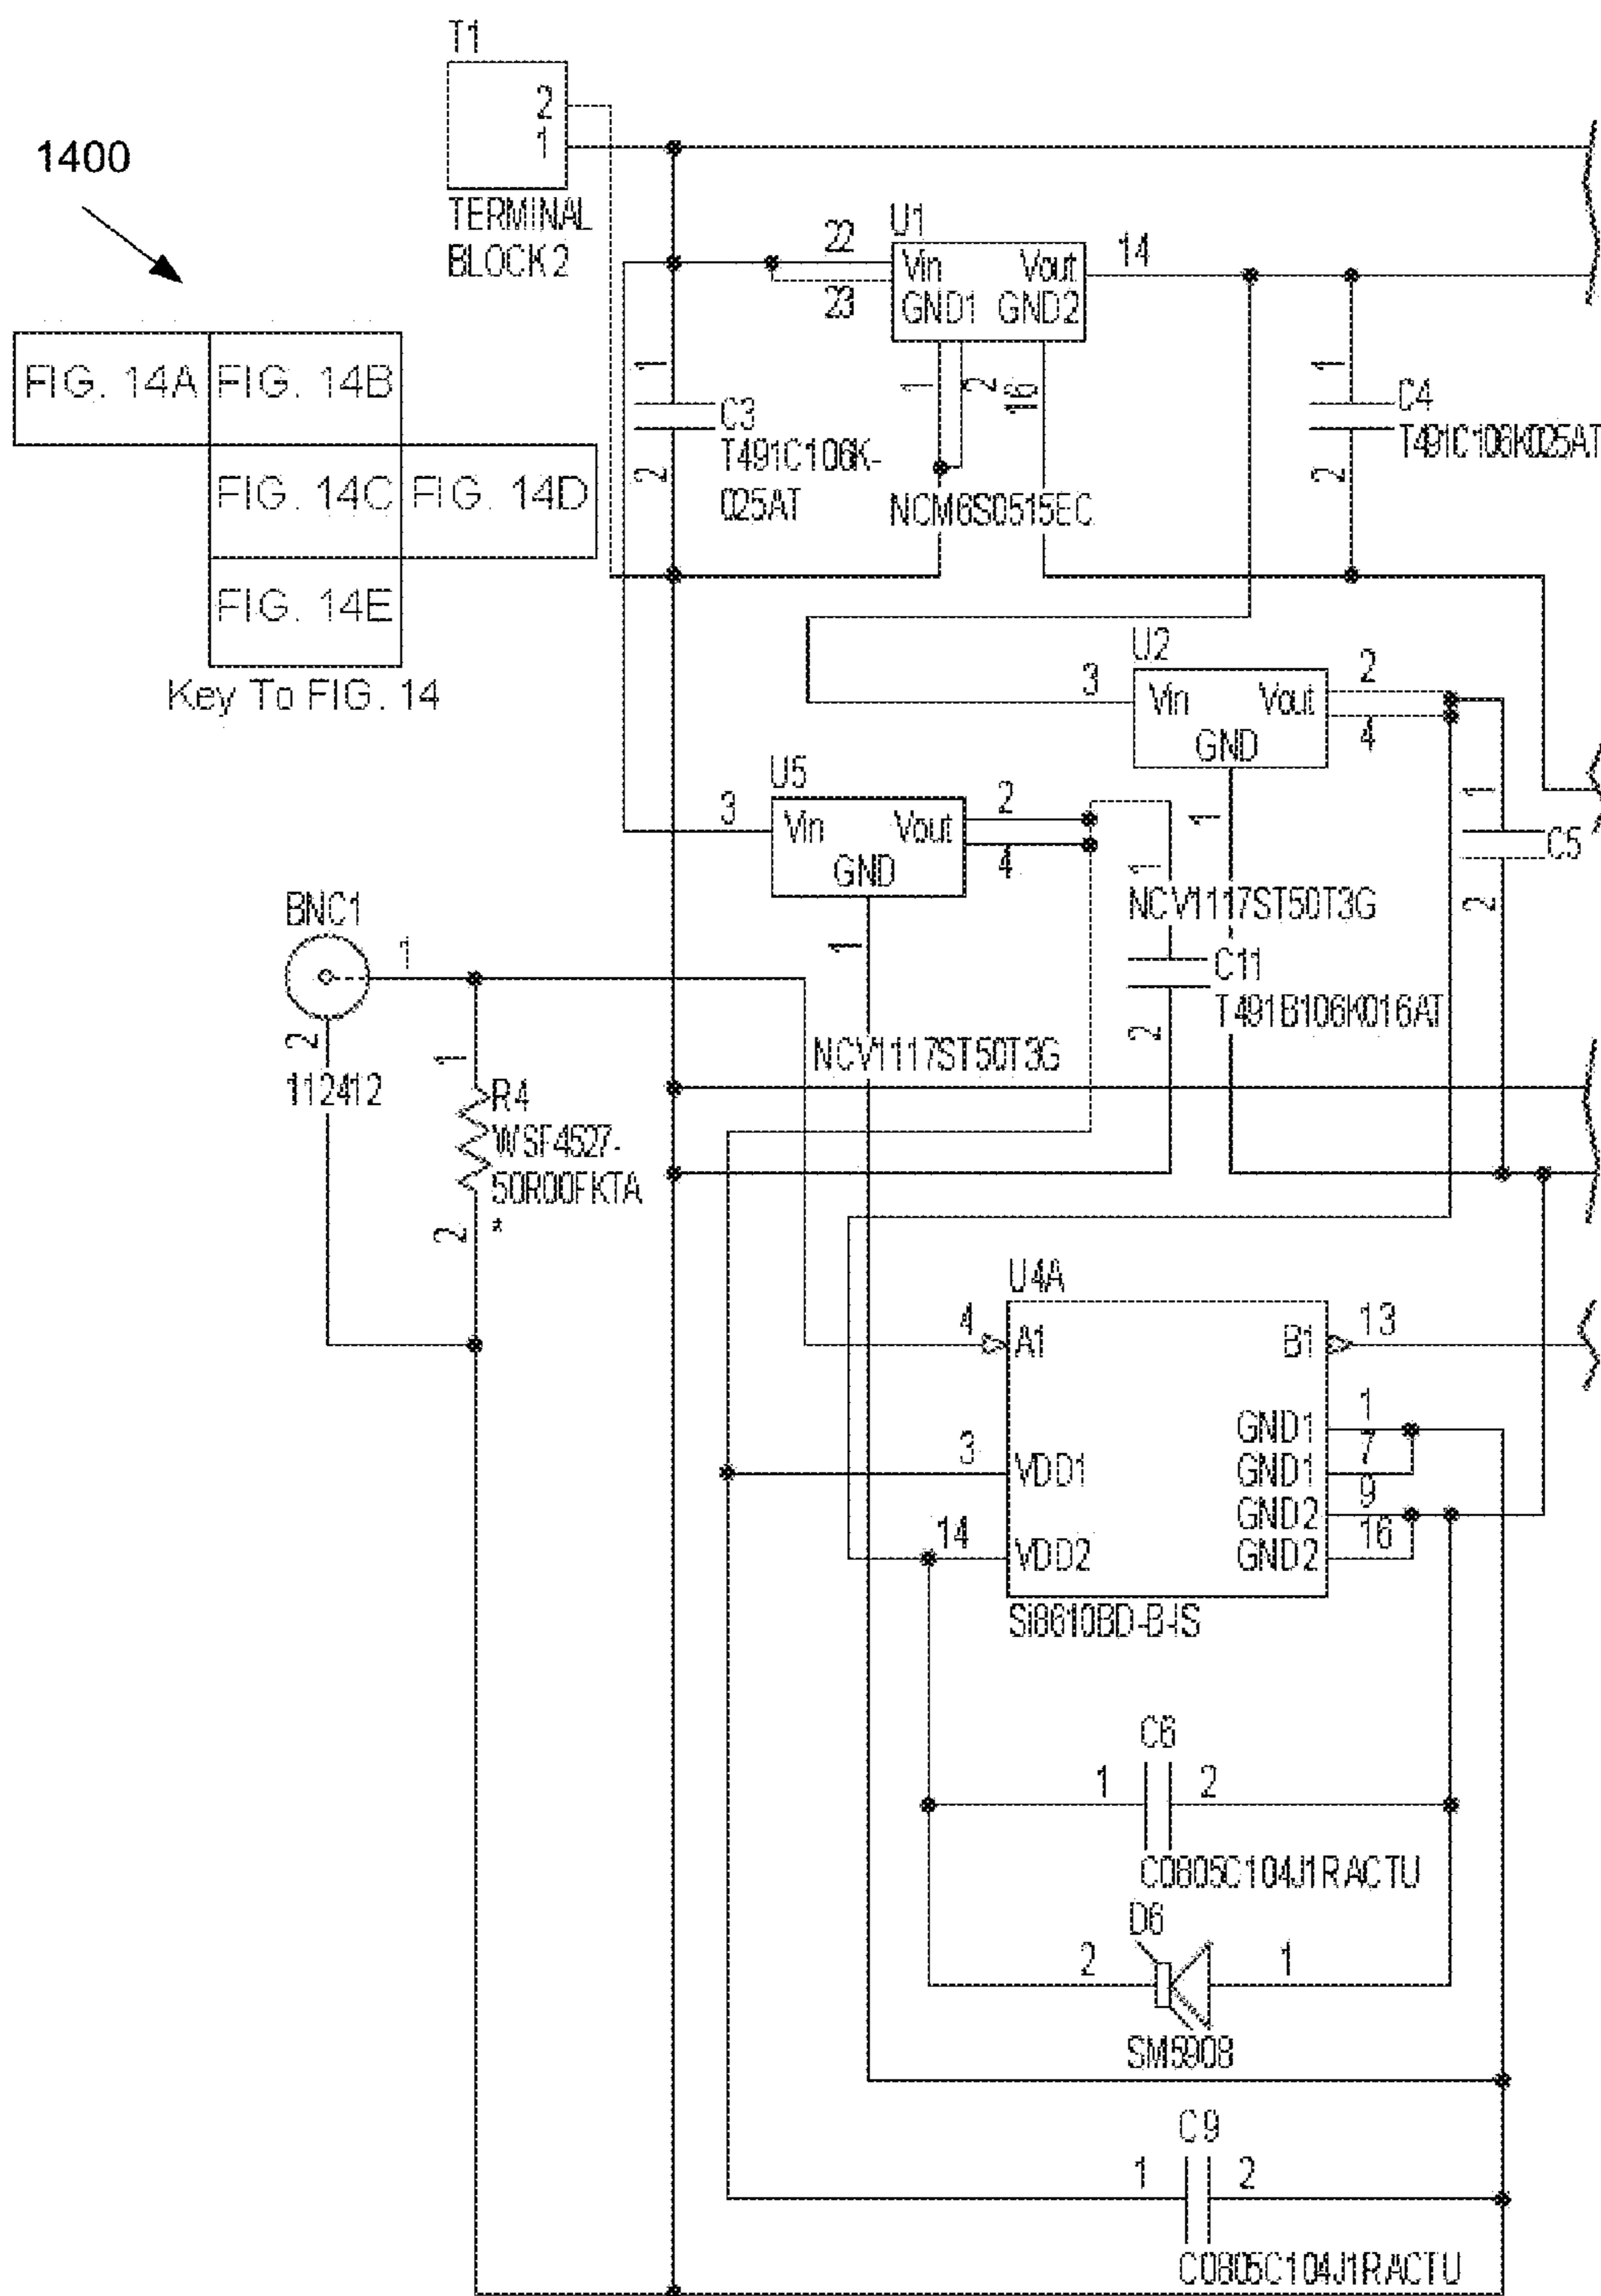 1400
FIG. 14A
FIG. 14B
FIG. 14C
FIG. 14D
FIG. 14E
Key To FIG. 14
T1
2
1
TERMINAL
BLOCK 2
U1
22
23
Vin
Vout
GND1
GND2
14
1
2
16
NCM6S0515EC
1
2
C3
T491C106K-
025AT
1
2
C4
T491C106K025AT
U2
3
Vin
Vout
GND
2
4
1
NCV1117ST50T3G
1
2
C5
U5
3
Vin
Vout
GND
2
4
1
NCV1117ST50T3G
1
2
C11
T491B106K016AT
BNC1
1
2
112412
1
2
R4
WSF4527-
50R00FKTA
*
U4A
4
A1
B1
13
3
VDD1
14
VDD2
GND1
1
GND1
7
GND2
9
GND2
16
Si8610BD-B-IS
C6
1
2
C0805C104J1RACTU
D6
2
1
SM5908
C9
1
2
C0805C104J1RACTU